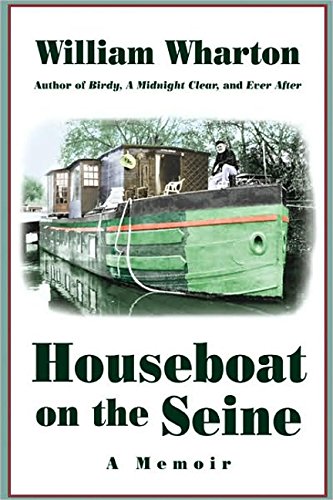 William Wharton
Author of Birdy, A Midnight Clear, and Ever After
Houseboat
on the Seine
A Memoir